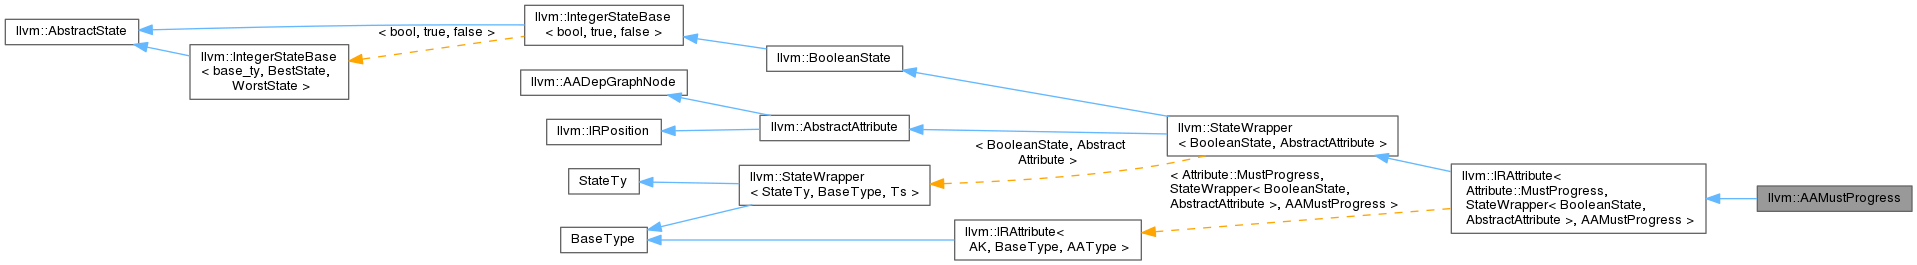 llvm::AbstractState
llvm::IntegerStateBase
< base_ty, BestState,
WorstState >
< bool, true, false >
llvm::IntegerStateBase
< bool, true, false >
llvm::BooleanState
llvm::AADepGraphNode
llvm::IRPosition
llvm::AbstractAttribute
StateTy
BaseType
llvm::StateWrapper
< StateTy, BaseType, Ts >
< BooleanState, Abstract
Attribute >
llvm::IRAttribute<
AK, BaseType, AAType >
llvm::StateWrapper
< BooleanState, AbstractAttribute >
< Attribute::MustProgress,
StateWrapper< BooleanState,
AbstractAttribute >, AAMustProgress >
llvm::IRAttribute<
Attribute::MustProgress,
StateWrapper< BooleanState,
AbstractAttribute >, AAMustProgress >
llvm::AAMustProgress